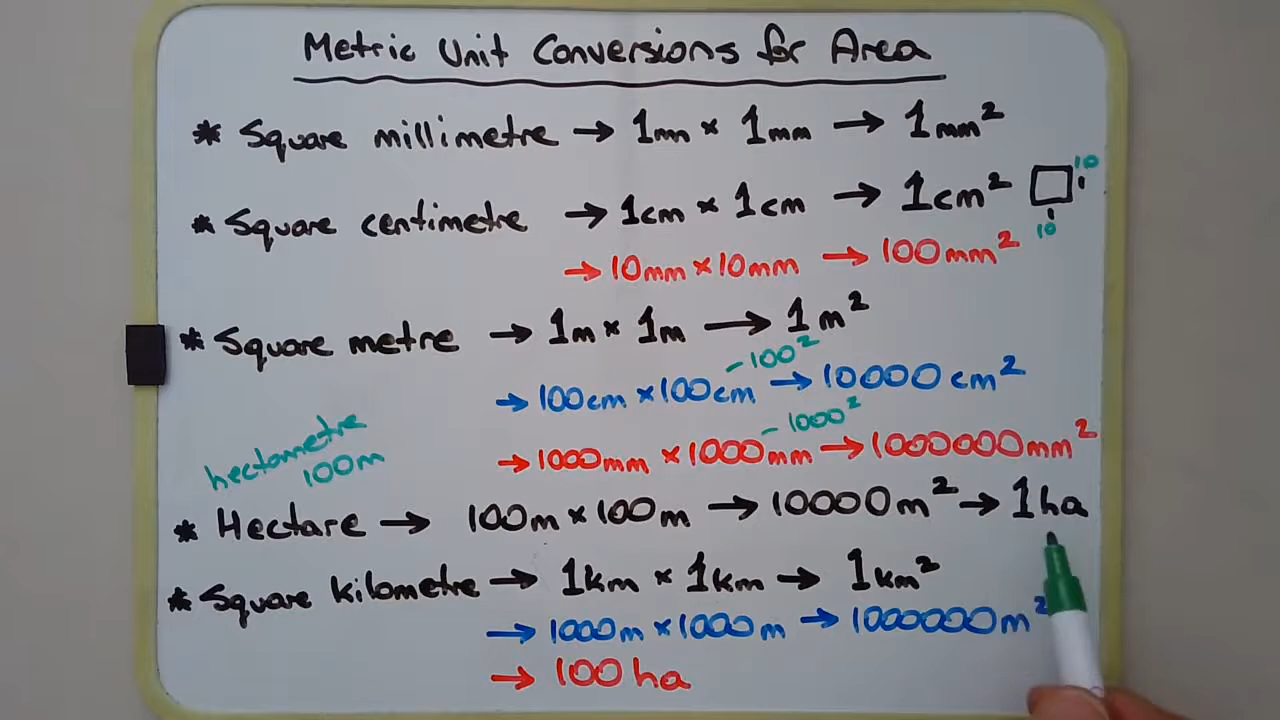 Metric Unit Conversions for Area
* Square millimetre → 1mm × 1mm → 1mm²
* Square centimetre → 1cm × 1cm → 1cm² 10
10
→ 10mm × 10mm → 100mm²
* Square metre → 1m × 1m → 1m²
- 100²
→ 100cm × 100cm → 10000 cm²
- 1000²
→ 1000mm × 1000mm → 1000000mm²
hectometre
100m
* Hectare → 100m × 100m → 10000m² → 1ha
* Square kilometre → 1km × 1km → 1km²
→ 1000m × 1000m → 1000000m²
→ 100 ha